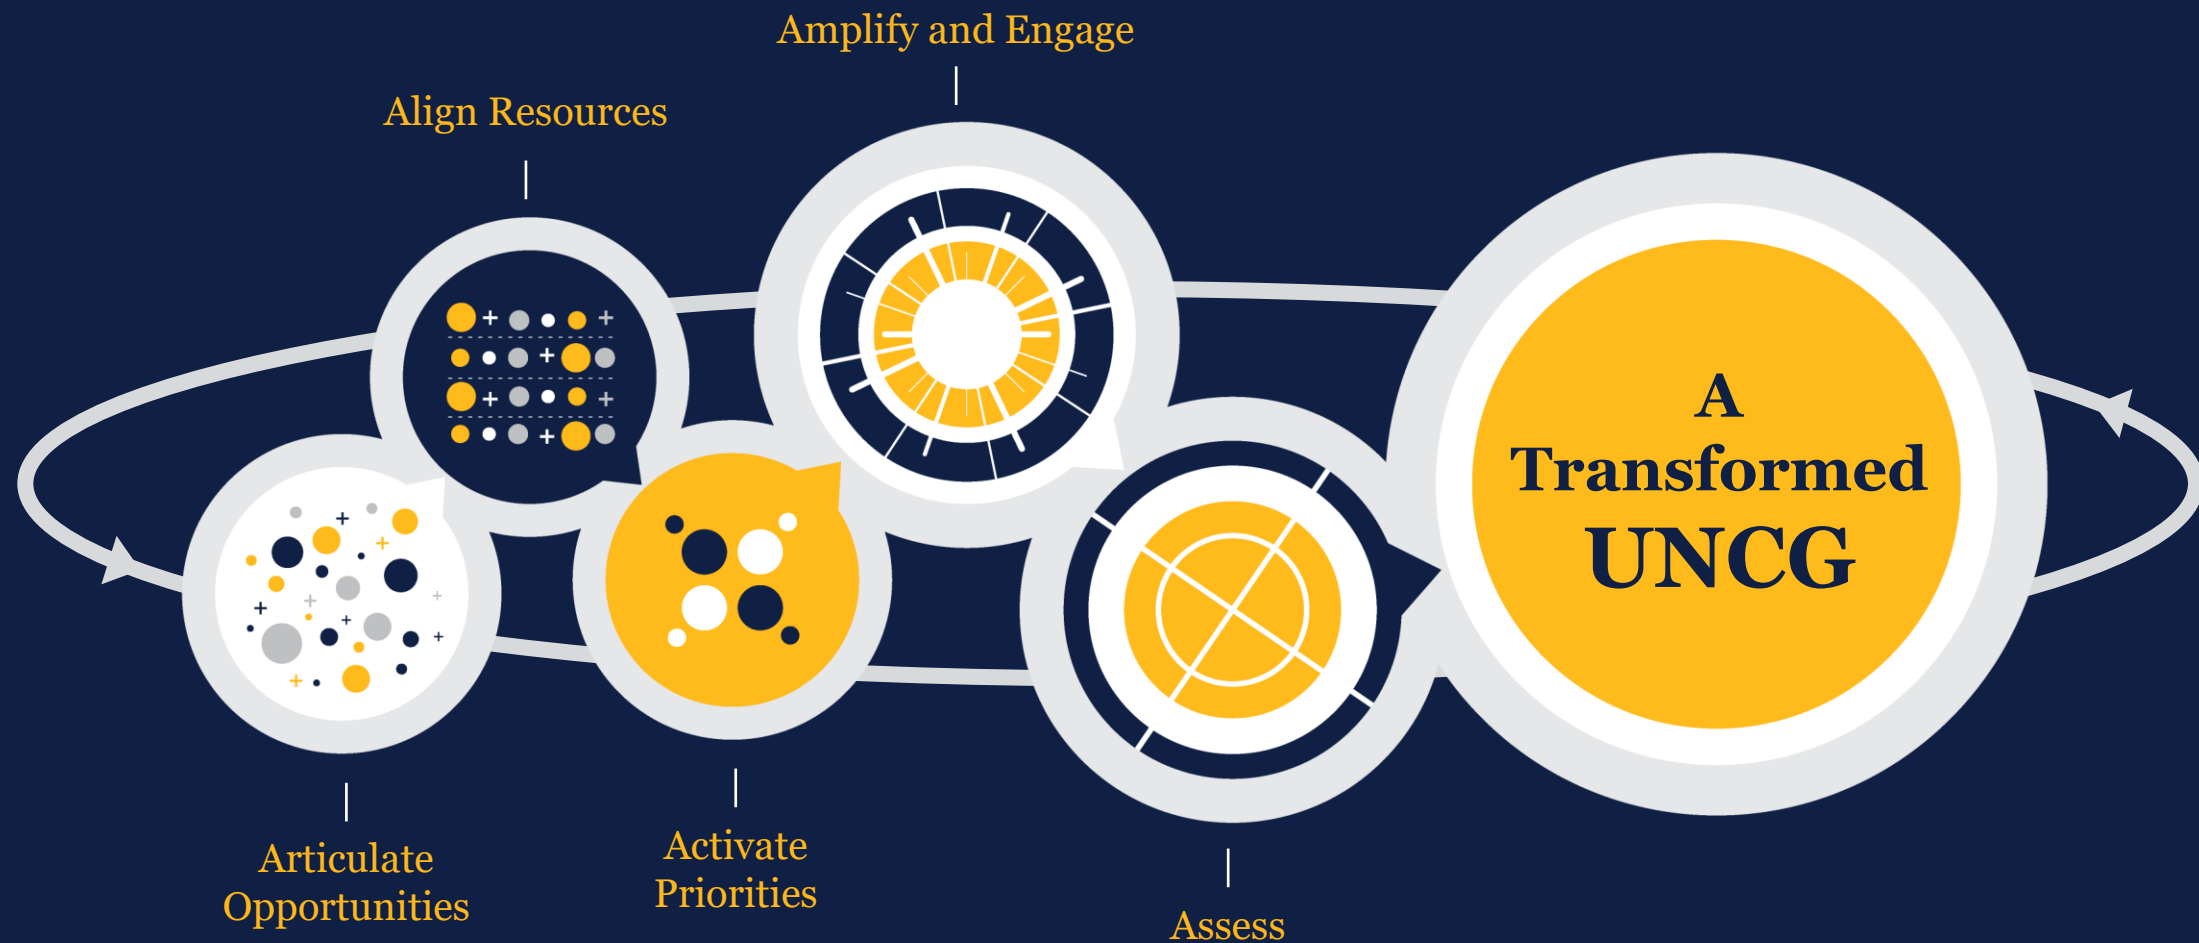 Amplify and Engage
Align Resources
A
Transformed
UNCG
Articulate
Opportunities
Activate
Priorities
Assess